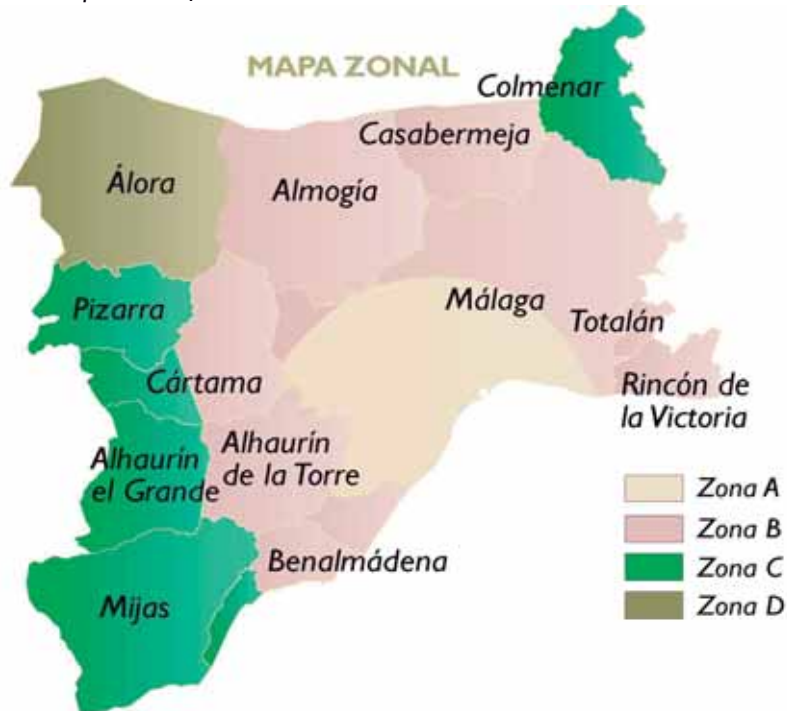 MAPA ZONAL
Colmenar
Casabermeja
Álora
Almogía
Pizarra
Málaga
Totalán
Cártama
Rincón de
la Victoria
Alhaurín
el Grande
Alhaurín
de la Torre
Benalmádena
Mijas
Zona A
Zona B
Zona C
Zona D